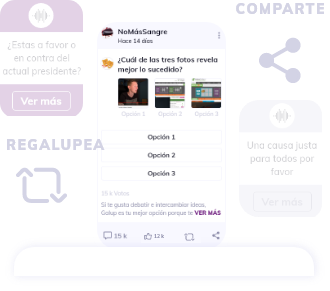 COMPARTE
¿Estas a favor o
en contra del
actual presidente?
Ver más
NoMásSangre
Hace 14 días
¿Cuál de las tres fotos revela
mejor lo sucedido?
Opción 1
Opción 2
Opción 3
Opción 1
Opción 2
Opción 3
Votos
Si te gusta debatir e intercambiar ideas,
Galup es tu mejor opción porque te VER MÁS
15 k
12 k
REGALUPEA
Una causa justa
para todos por
favor
Ver más